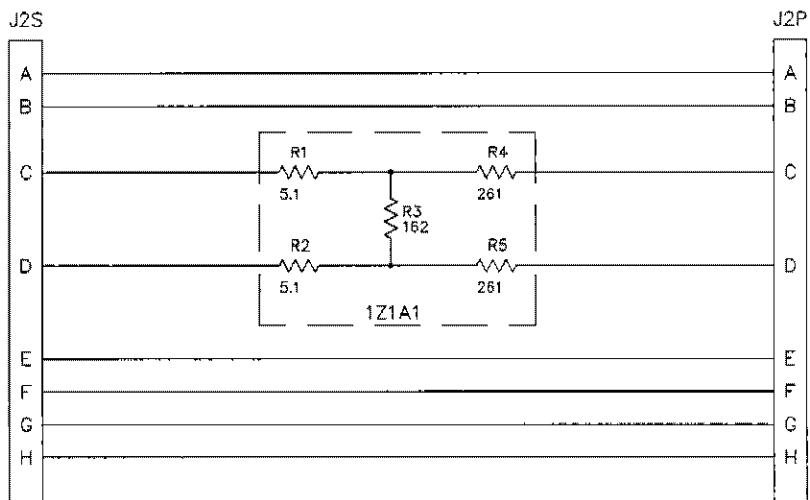 J2S J2P
A A
B B
R1 R4
C C
5.1 261
R3
162
R2 R5
D D
5.1 261
1Z1A1
E E
F F
G G
H H